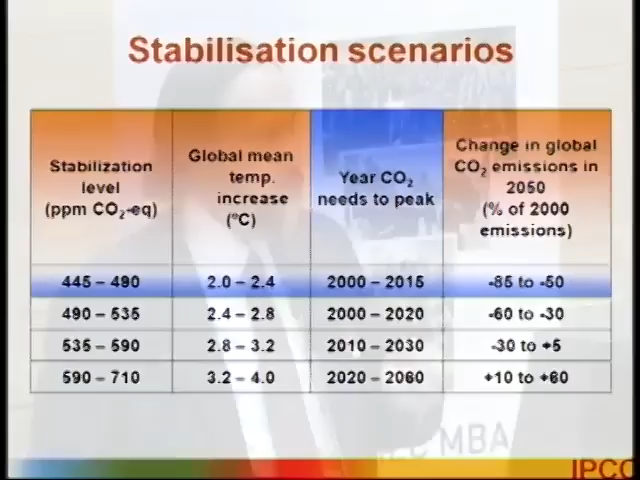 Stabilisation scenarios
Stabilization
level
(ppm CO₂-eq)
Global mean
temp.
increase
(ºC)
Year CO₂
needs to peak
Change in global
CO₂ emissions in
2050
(% of 2000
emissions)
445 – 490 2.0 – 2.4 2000 – 2015 -85 to -50
490 – 535 2.4 – 2.8 2000 – 2020 -60 to -30
535 – 590 2.8 – 3.2 2010 – 2030 -30 to +5
590 – 710 3.2 – 4.0 2020 – 2060 +10 to +60
MBA
IPCC